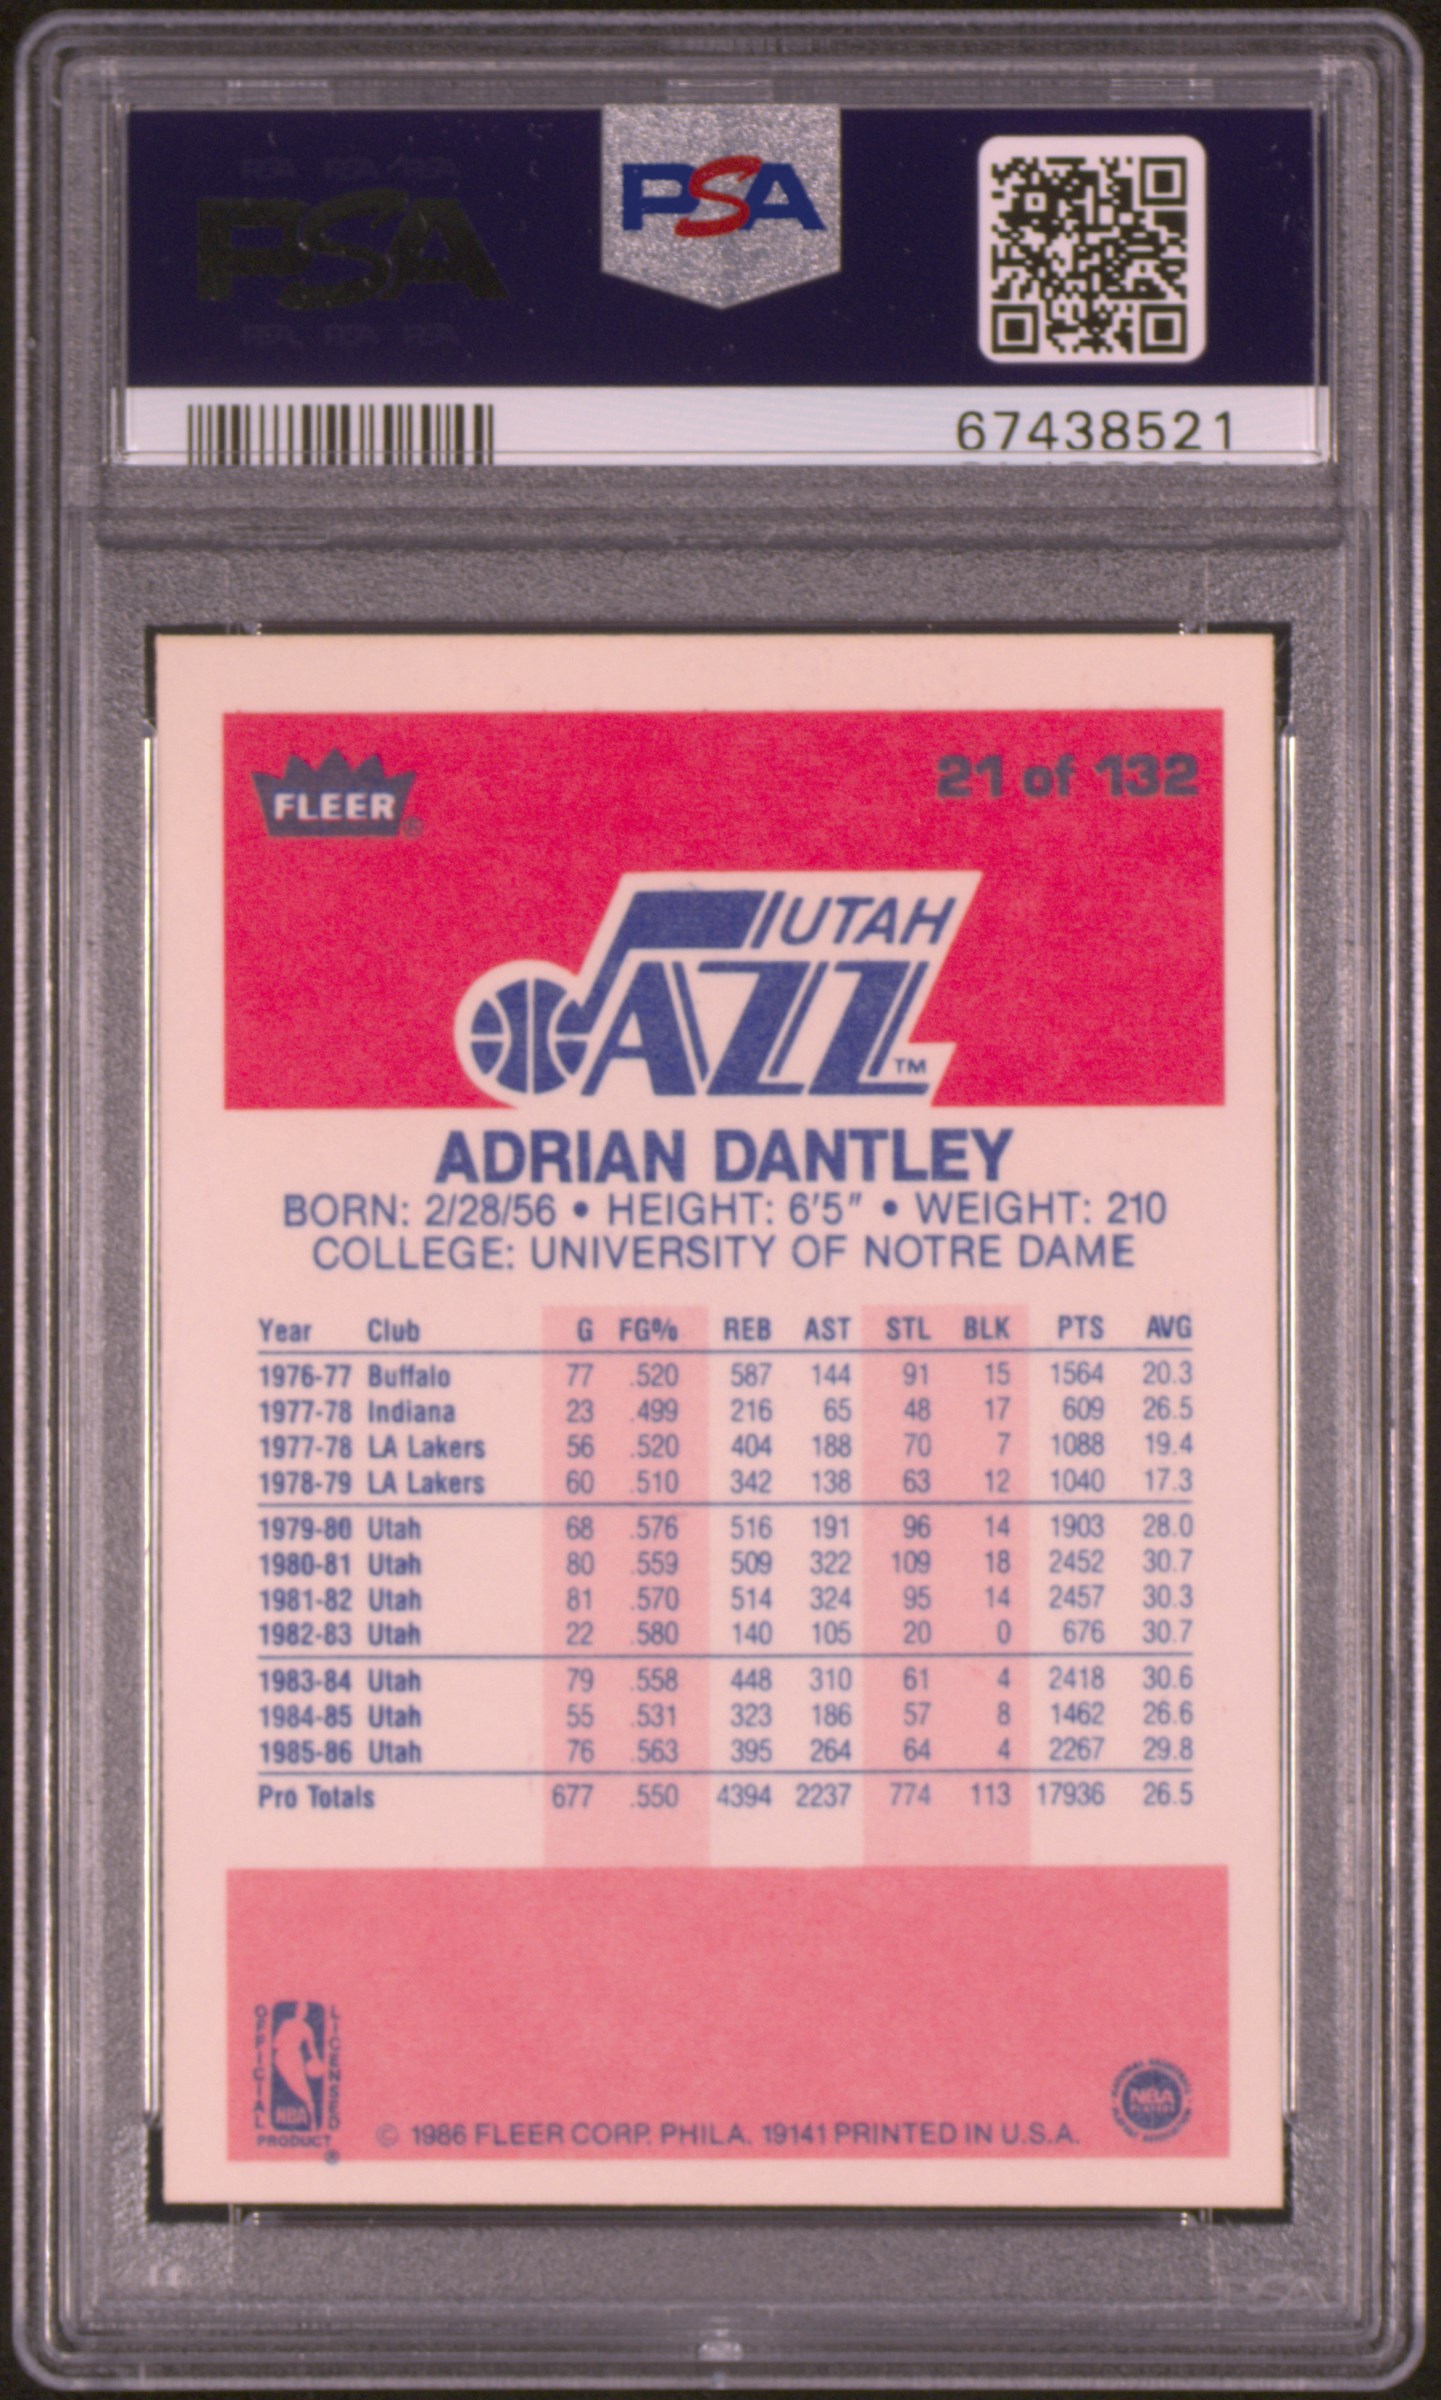 PSA
PSA
67438521
FLEER®
21 of 132
UTAH
JAZZ
TM
ADRIAN DANTLEY
BORN: 2/28/56 • HEIGHT: 6'5" • WEIGHT: 210
COLLEGE: UNIVERSITY OF NOTRE DAME
Year Club G FG% REB AST STL BLK PTS AVG
1976-77 Buffalo 77 .520 587 144 91 15 1564 20.3
1977-78 Indiana 23 .499 216 65 48 17 609 26.5
1977-78 LA Lakers 56 .520 404 188 70 7 1088 19.4
1978-79 LA Lakers 60 .510 342 138 63 12 1040 17.3
1979-80 Utah 68 .576 516 191 96 14 1903 28.0
1980-81 Utah 80 .559 509 322 109 18 2452 30.7
1981-82 Utah 81 .570 514 324 95 14 2457 30.3
1982-83 Utah 22 .580 140 105 20 0 676 30.7
1983-84 Utah 79 .558 448 310 61 4 2418 30.6
1984-85 Utah 55 .531 323 186 57 8 1462 26.6
1985-86 Utah 76 .563 395 264 64 4 2267 29.8
Pro Totals 677 .550 4394 2237 774 113 17936 26.5
OFFICIAL LICENSED
NBA
PRODUCT®
© 1986 FLEER CORP. PHILA. 19141 PRINTED IN U.S.A.
NBA
PLAYERS